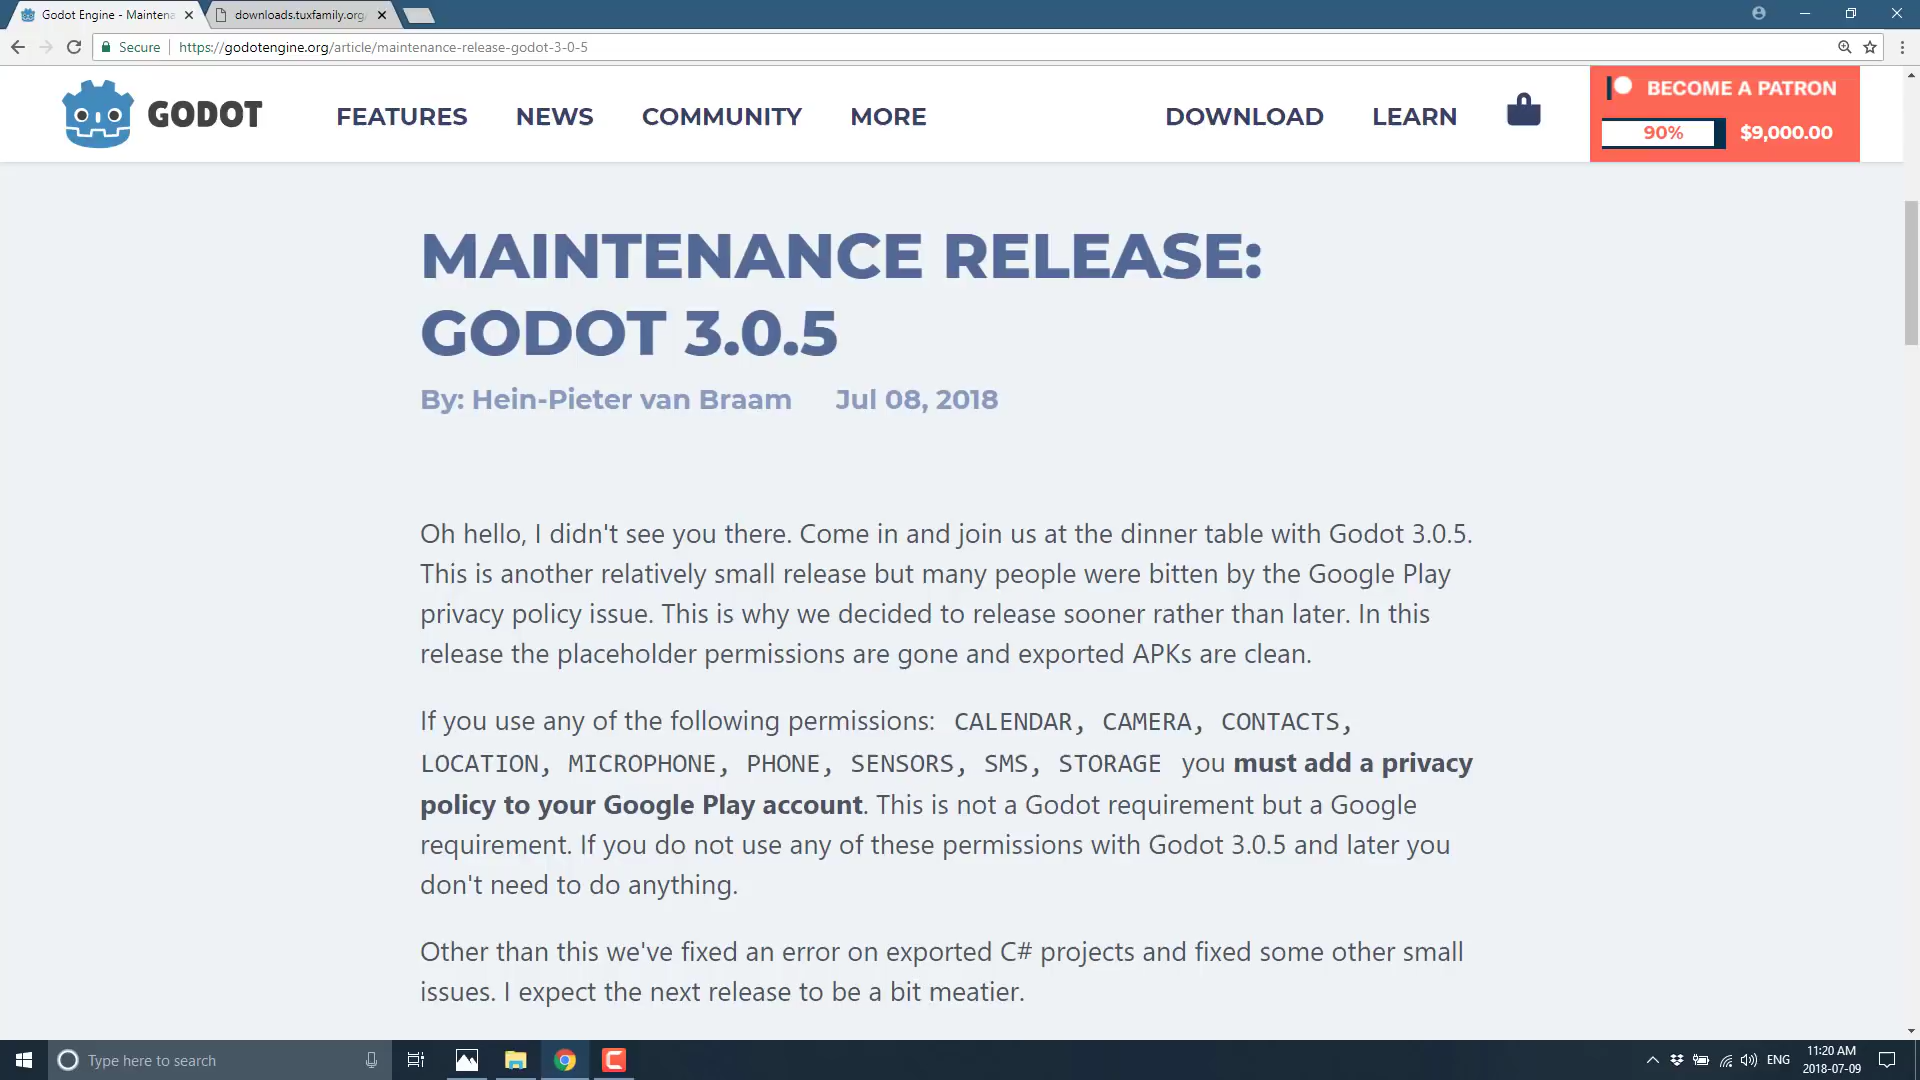 Godot Engine - Maintena
downloads.tuxfamily.org
Secure
https://godotengine.org/article/maintenance-release-godot-3-0-5
GODOT
FEATURES
NEWS
COMMUNITY
MORE
DOWNLOAD
LEARN
BECOME A PATRON
90%
$9,000.00
MAINTENANCE RELEASE:
GODOT 3.0.5
By: Hein-Pieter van Braam Jul 08, 2018
Oh hello, I didn't see you there. Come in and join us at the dinner table with Godot 3.0.5.
This is another relatively small release but many people were bitten by the Google Play
privacy policy issue. This is why we decided to release sooner rather than later. In this
release the placeholder permissions are gone and exported APKs are clean.
If you use any of the following permissions: CALENDAR, CAMERA, CONTACTS,
LOCATION, MICROPHONE, PHONE, SENSORS, SMS, STORAGE you must add a privacy
policy to your Google Play account. This is not a Godot requirement but a Google
requirement. If you do not use any of these permissions with Godot 3.0.5 and later you
don't need to do anything.
Other than this we've fixed an error on exported C# projects and fixed some other small
issues. I expect the next release to be a bit meatier.
Type here to search
ENG
11:20 AM
2018-07-09